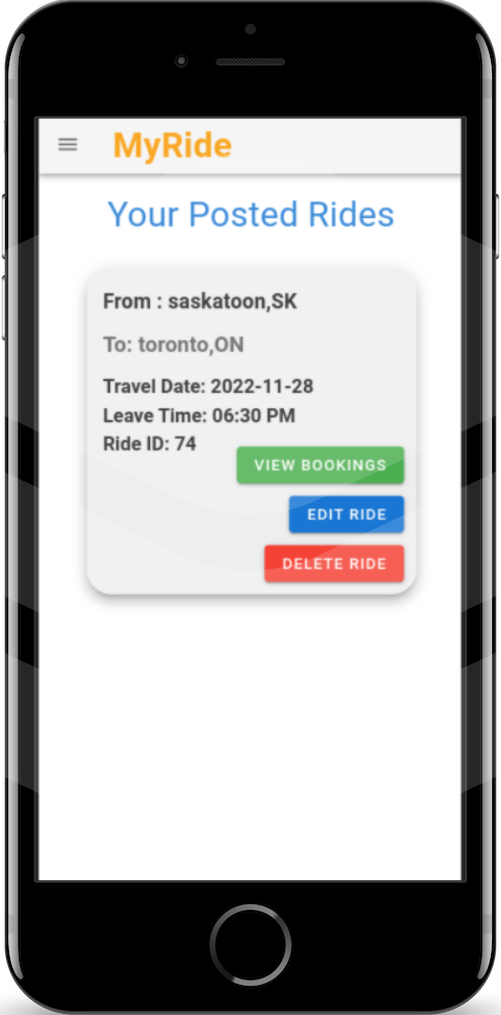 MyRide
Your Posted Rides
From : saskatoon,SK
To: toronto,ON
Travel Date: 2022-11-28
Leave Time: 06:30 PM
Ride ID: 74
VIEW BOOKINGS
EDIT RIDE
DELETE RIDE